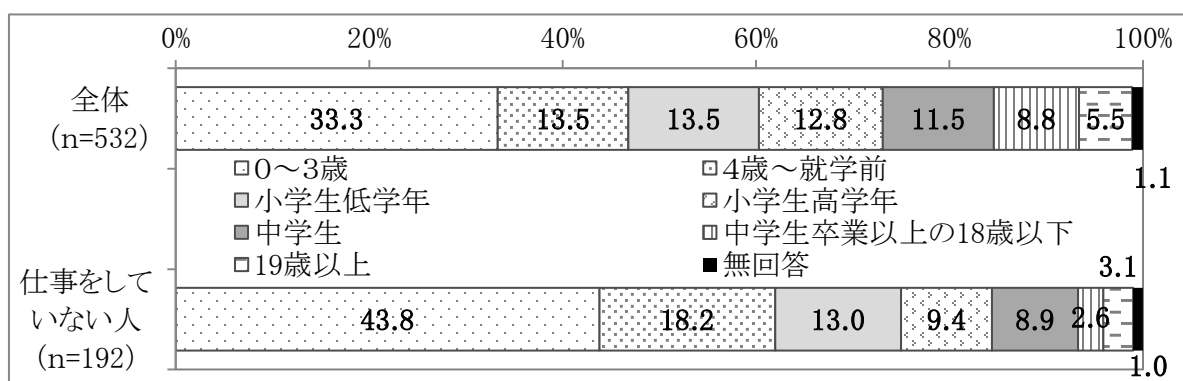 0% 20% 40% 60% 80% 100%
全体
(n=532)
33.3 13.5 13.5 12.8 11.5 8.8 5.5
1.1
0～3歳 4歳～就学前
小学生低学年 小学生高学年
中学生 中学生卒業以上の18歳以下
19歳以上 無回答
仕事をして
いない人
(n=192)
3.1
43.8 18.2 13.0 9.4 8.9 2.6
1.0